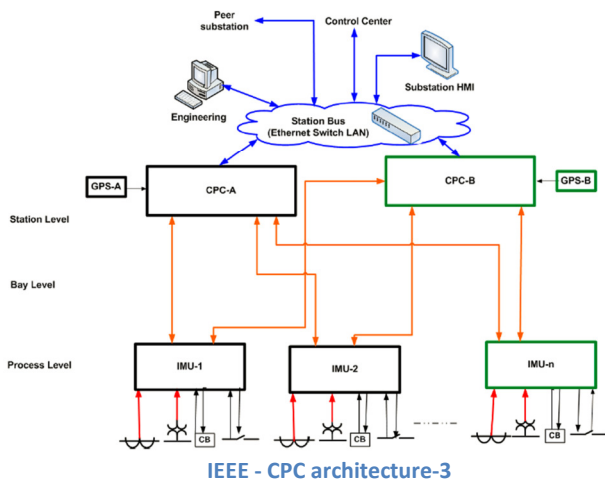 Peer
substation
Control Center
Engineering
Substation HMI
Station Bus
(Ethernet Switch LAN)
GPS-A
CPC-A
CPC-B
GPS-B
Station Level
Bay Level
Process Level
IMU-1
IMU-2
IMU-n
CB
CB
CB
IEEE - CPC architecture-3